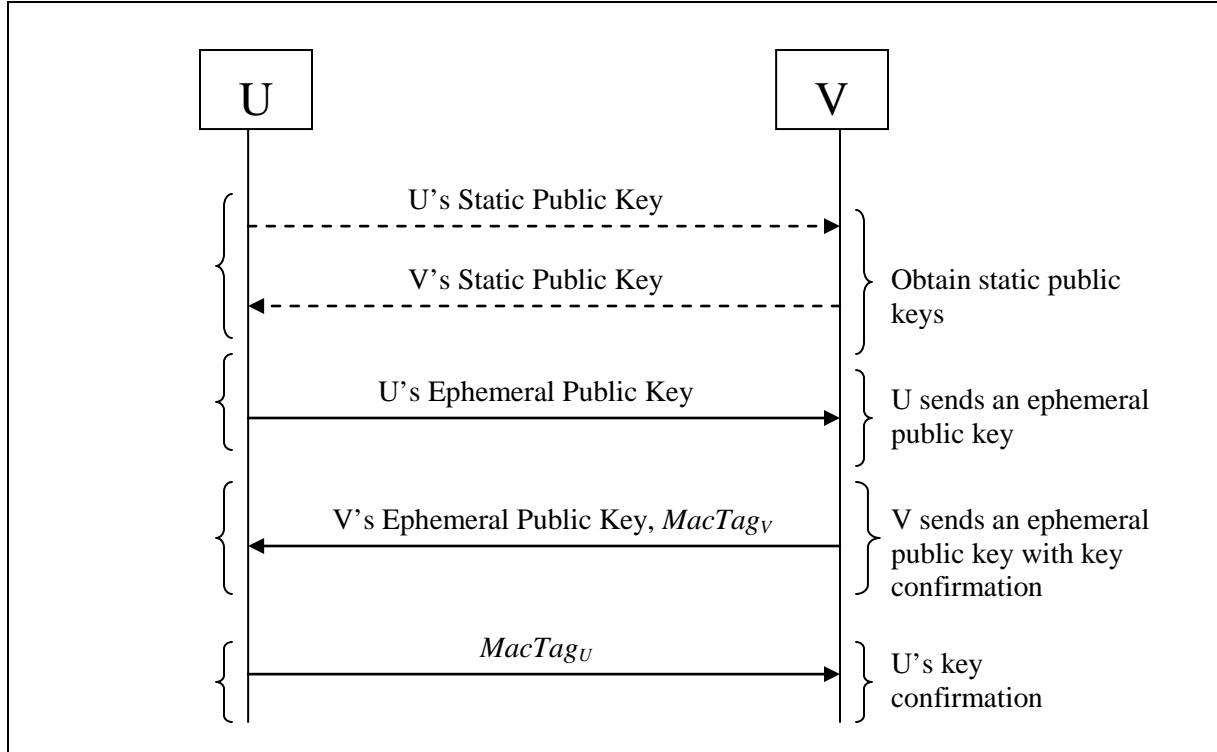 U
V
U’s Static Public Key
V’s Static Public Key
Obtain static public
keys
U’s Ephemeral Public Key
U sends an ephemeral
public key
V’s Ephemeral Public Key, MacTagV
V sends an ephemeral
public key with key
confirmation
MacTagU
U’s key
confirmation